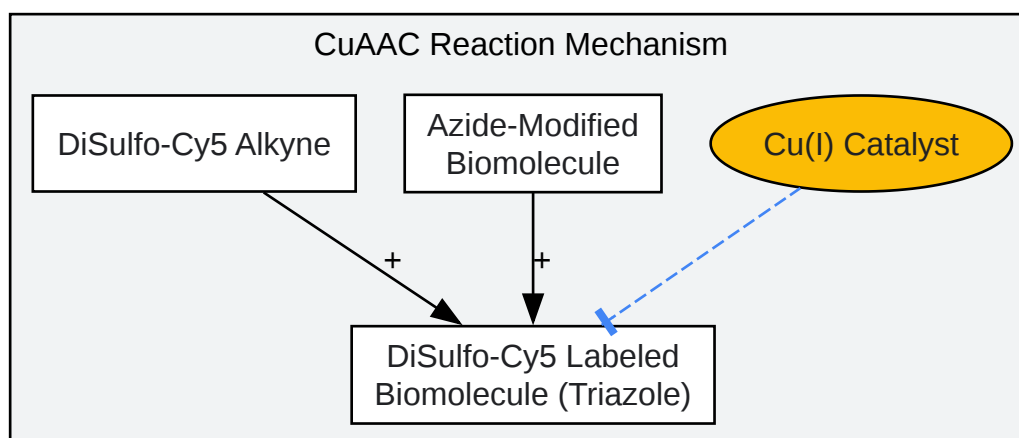 CuAAC Reaction Mechanism
DiSulfo-Cy5 Alkyne
Azide-Modified
Biomolecule
Cu(I) Catalyst
+
+
DiSulfo-Cy5 Labeled
Biomolecule (Triazole)